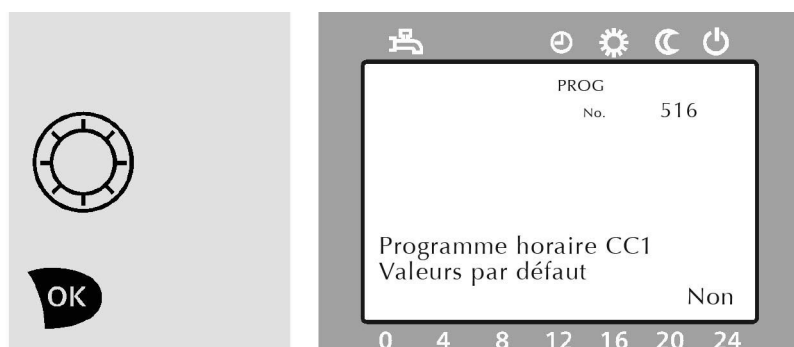 PROG
No. 516
Programme horaire CC1
Valeurs par défaut
Non
OK
0 4 8 12 16 20 24